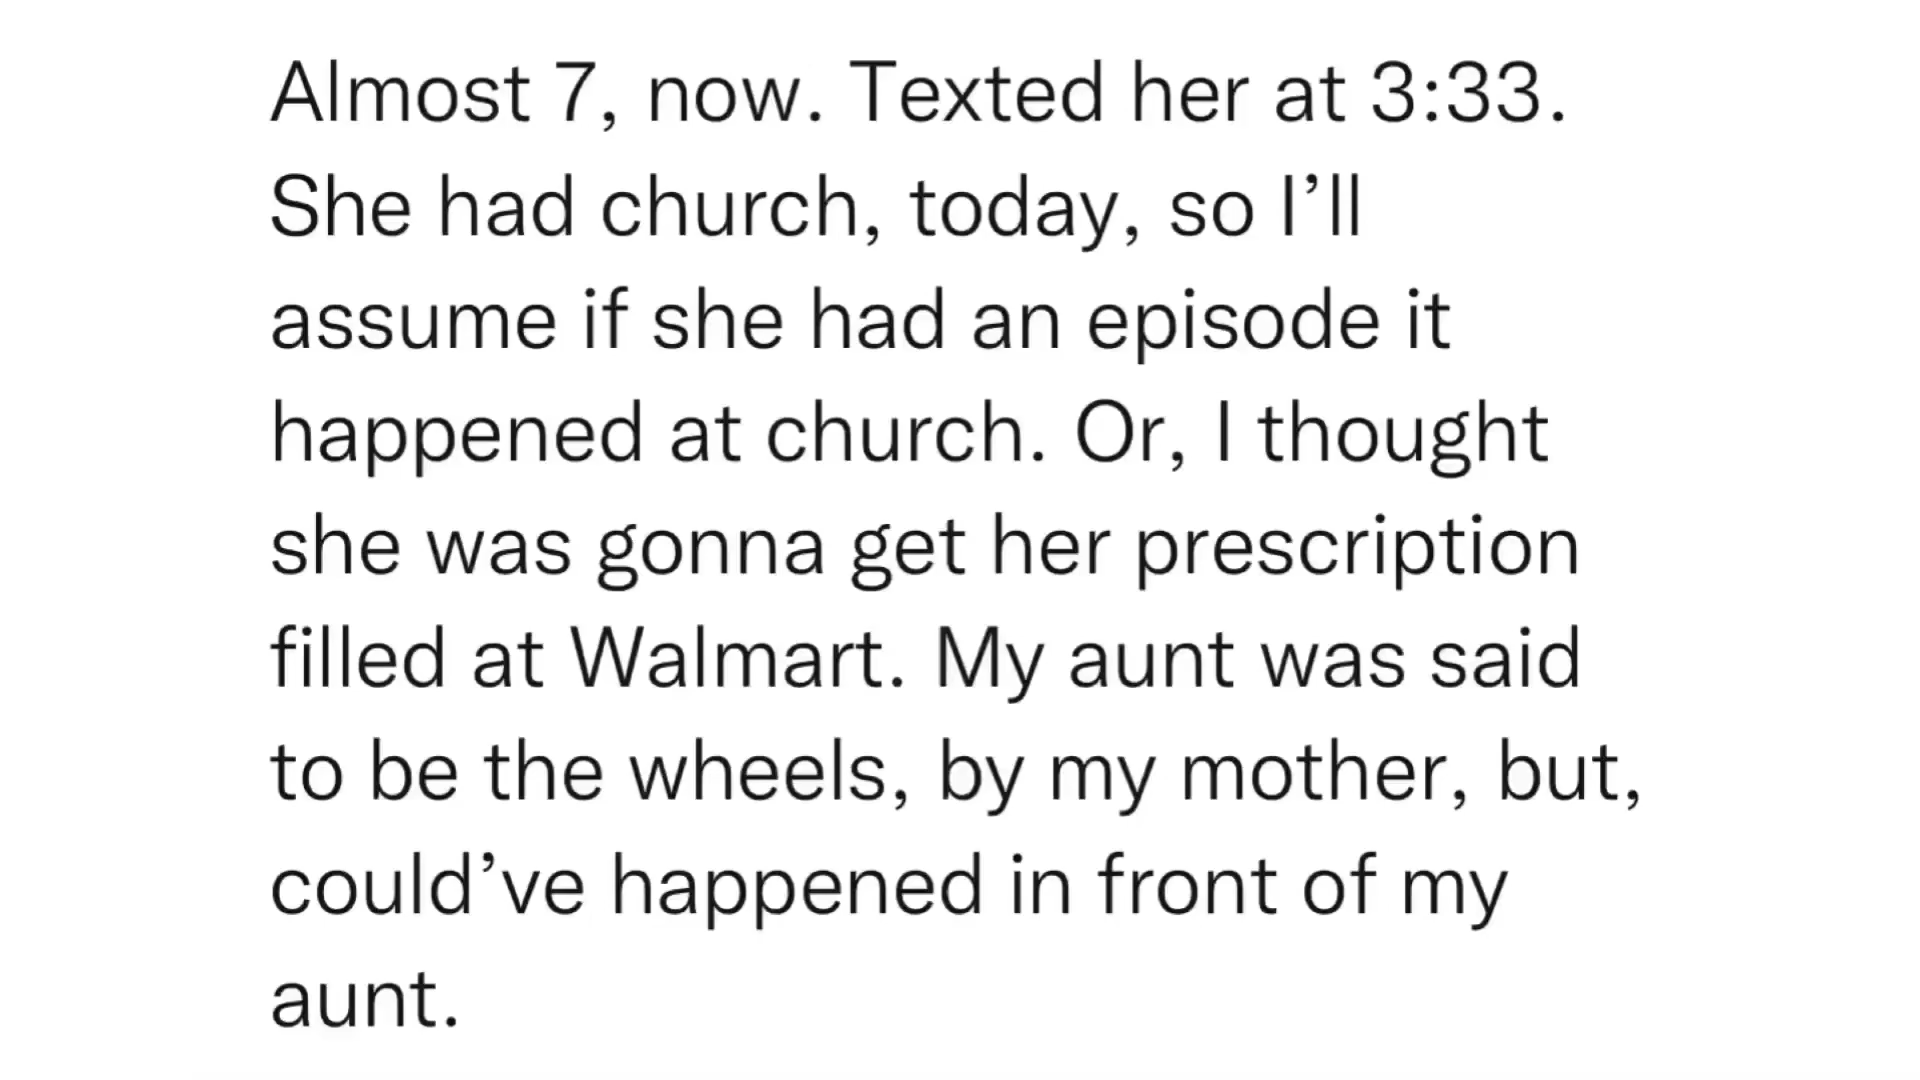 Almost 7, now. Texted her at 3:33.
She had church, today, so I’ll
assume if she had an episode it
happened at church. Or, I thought
she was gonna get her prescription
filled at Walmart. My aunt was said
to be the wheels, by my mother, but,
could’ve happened in front of my
aunt.